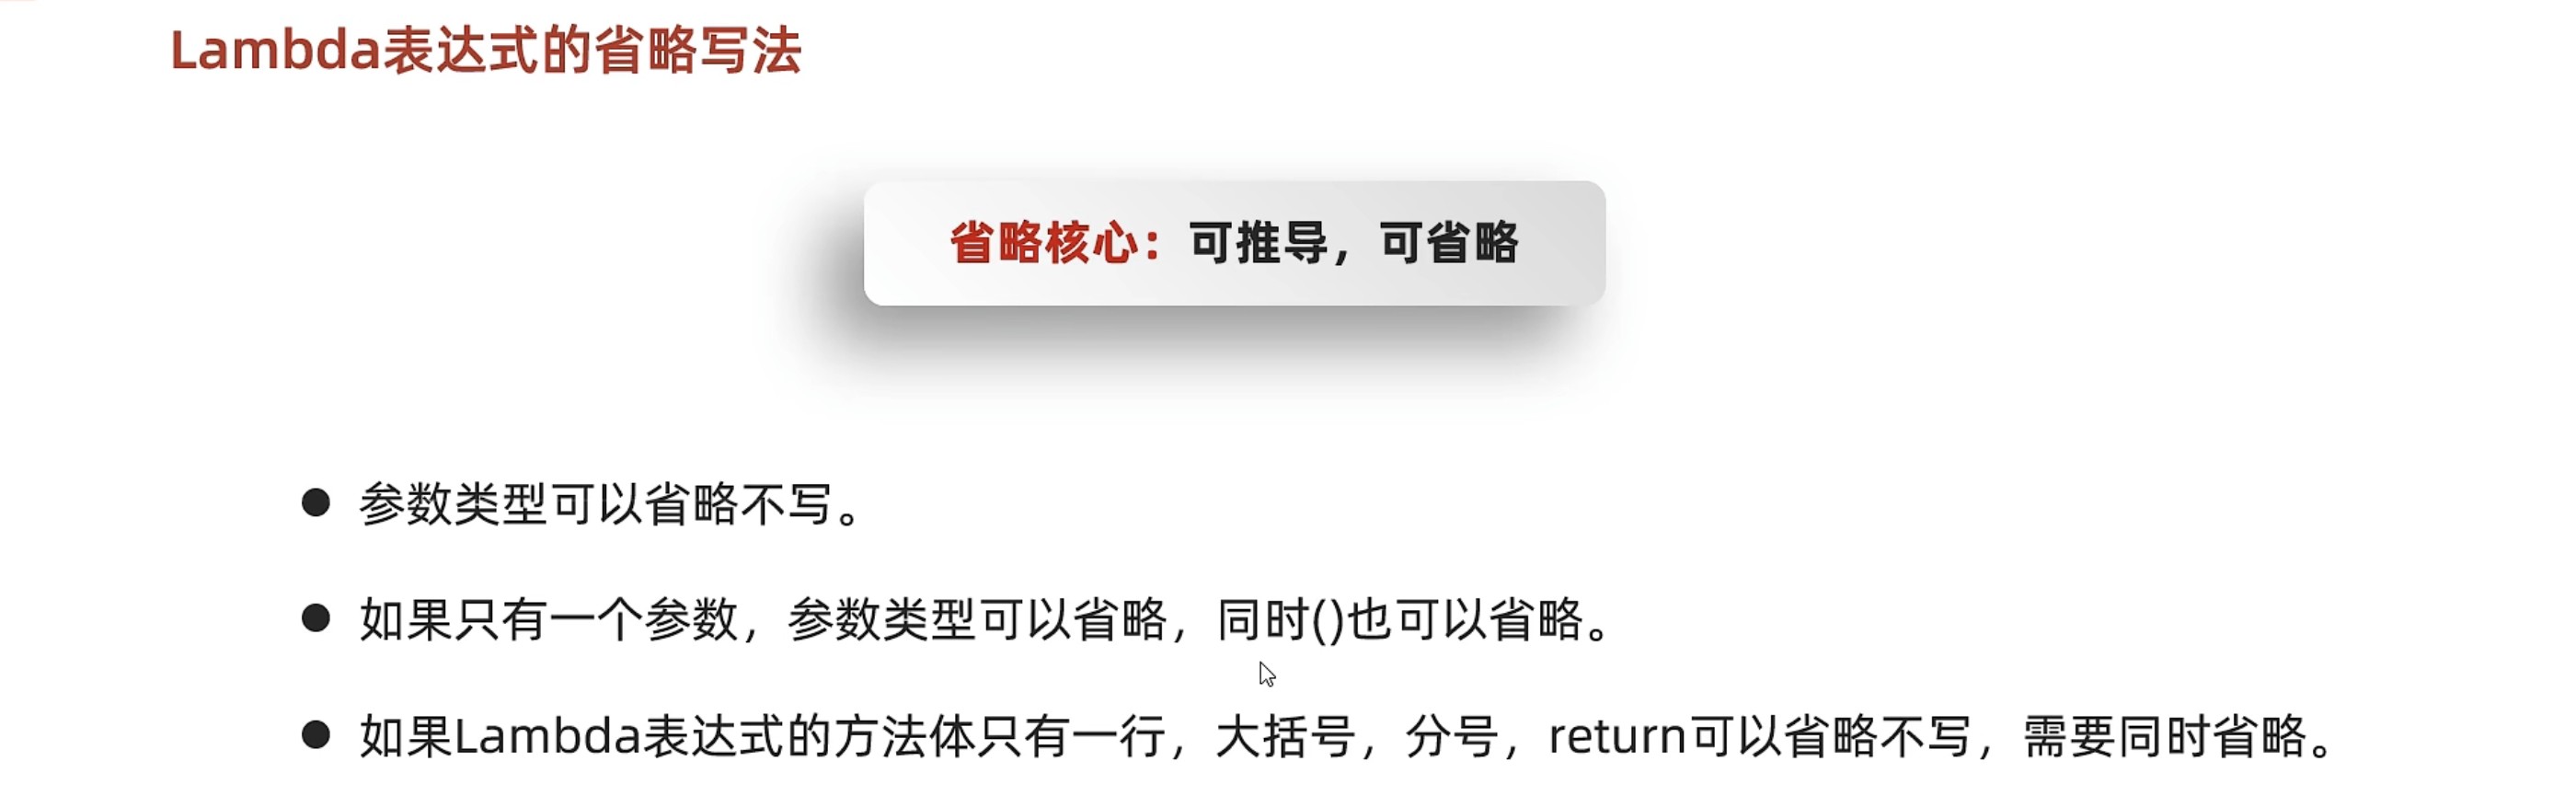 Lambda表达式的省略写法
省略核心：可推导，可省略
● 参数类型可以省略不写。
● 如果只有一个参数，参数类型可以省略，同时()也可以省略。
● 如果Lambda表达式的方法体只有一行，大括号，分号，return可以省略不写，需要同时省略。